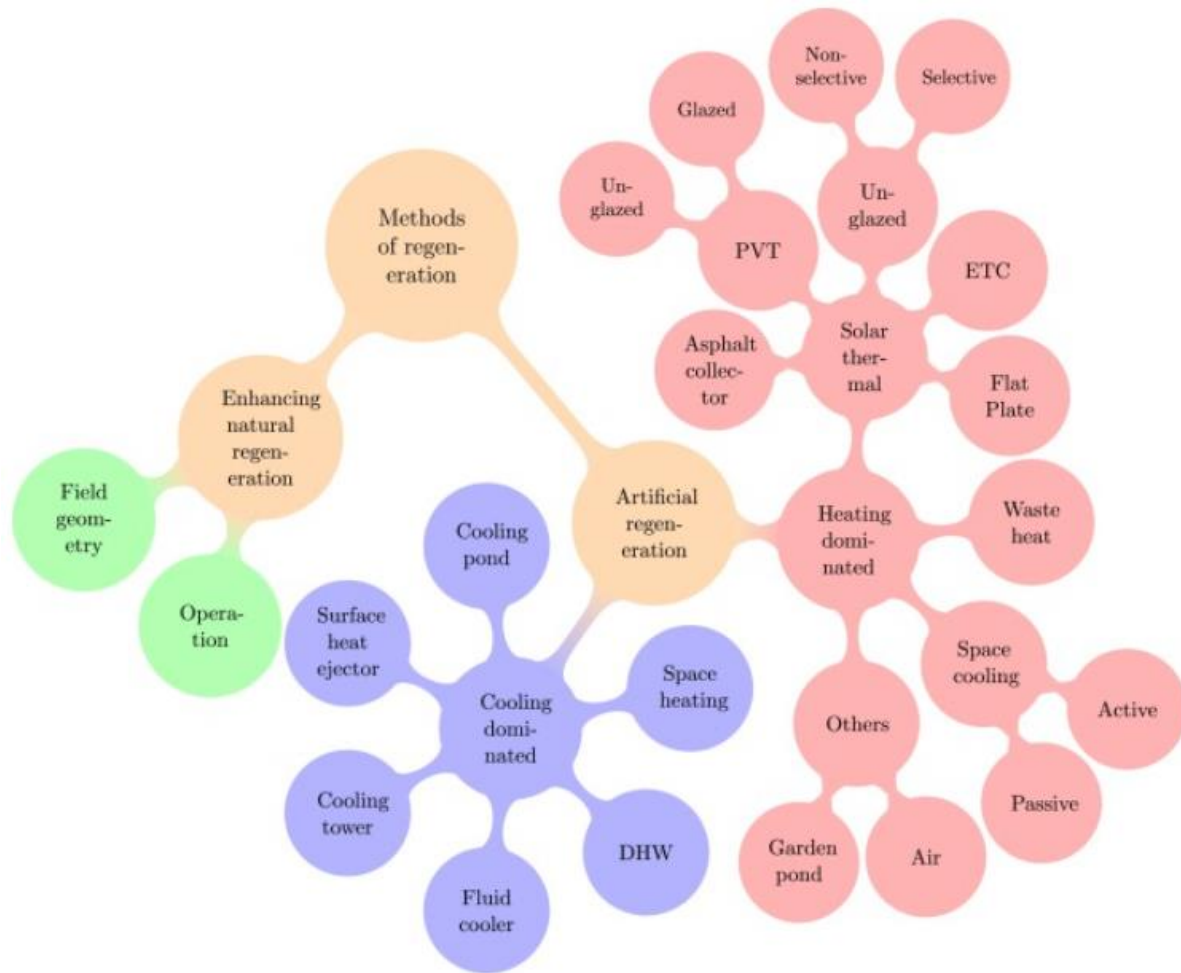 Non-
selective
Selective
Glazed
Un-
glazed
Un-
glazed
Methods
of regen-
eration
PVT
ETC
Solar
ther-
mal
Asphalt
collec-
tor
Flat
Plate
Enhancing
natural
regen-
eration
Field
geom-
etry
Opera-
tion
Artificial
regen-
eration
Heating
domi-
nated
Waste
heat
Cooling
pond
Surface
heat
ejector
Cooling
domi-
nated
Space
heating
Cooling
tower
Fluid
cooler
DHW
Space
cooling
Active
Passive
Others
Garden
pond
Air